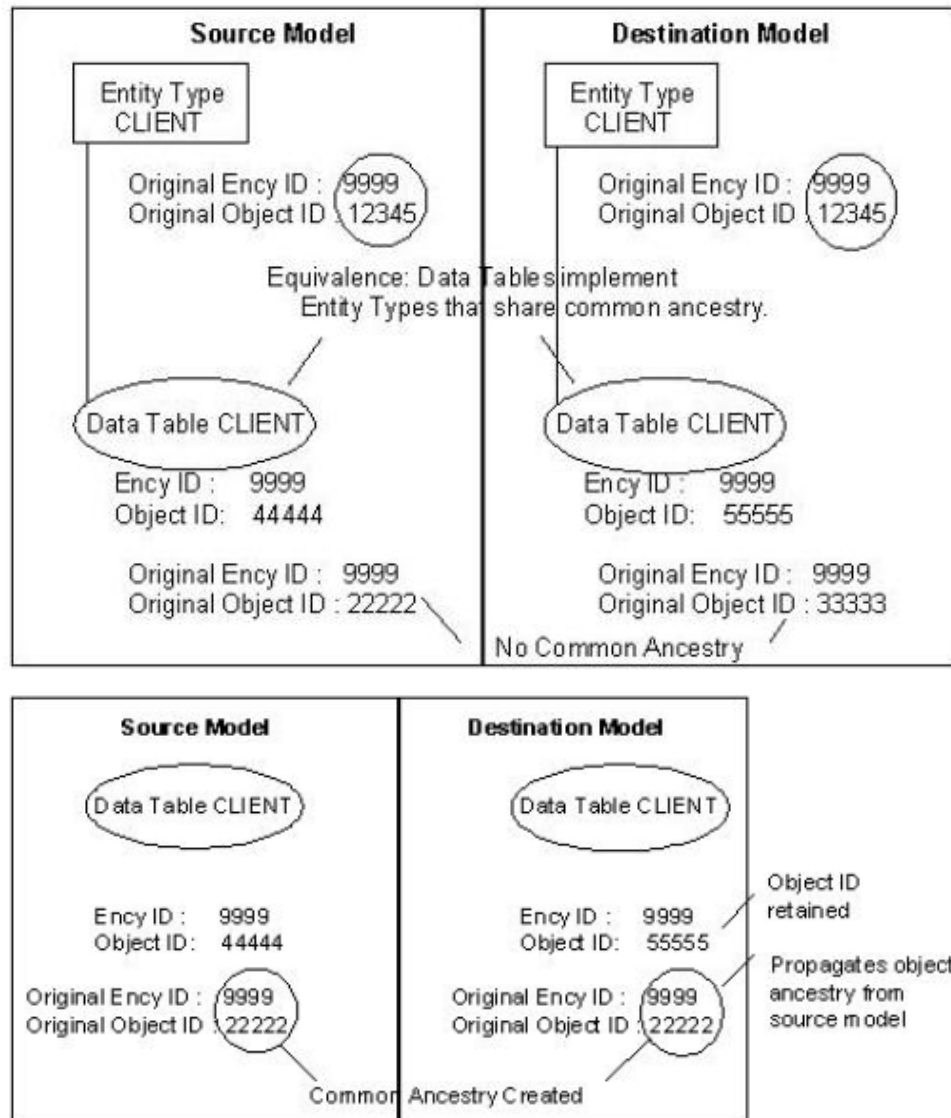 Source Model
Destination Model
Entity Type
CLIENT
Entity Type
CLIENT
Original Ency ID : 9999
Original Object ID 12345
Original Ency ID : 9999
Original Object ID 12345
Equivalence: Data Tables implement
Entity Types that share common ancestry.
Data Table CLIENT
Data Table CLIENT
Ency ID : 9999
Object ID: 44444
Ency ID : 9999
Object ID: 55555
Original Ency ID : 9999
Original Object ID : 22222
Original Ency ID : 9999
Original Object ID : 33333
No Common Ancestry
Source Model
Destination Model
Data Table CLIENT
Data Table CLIENT
Ency ID : 9999
Object ID: 44444
Ency ID : 9999
Object ID: 55555
Object ID
retained
Original Ency ID : 9999
Original Object ID : 22222
Original Ency ID : 9999
Original Object ID : 22222
Propagates object
ancestry from
source model
Common Ancestry Created